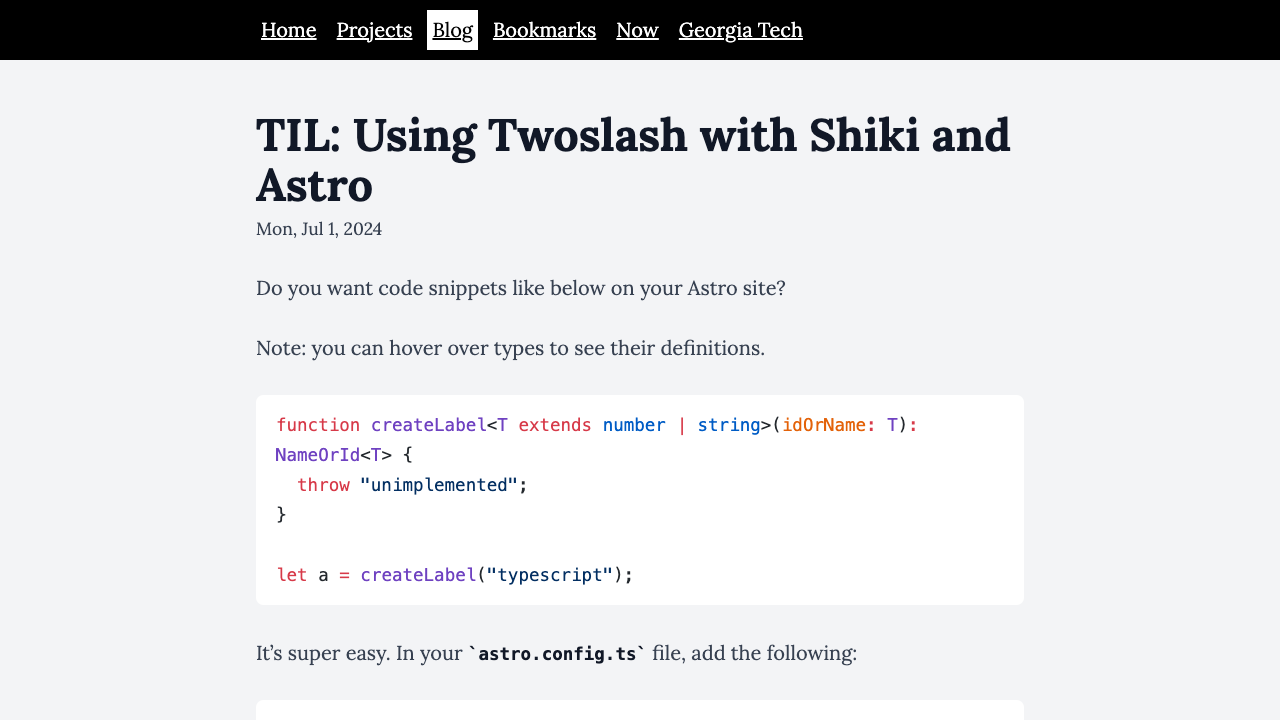 Home Projects Blog Bookmarks Now Georgia Tech
TIL: Using Twoslash with Shiki and
Astro
Mon, Jul 1, 2024
Do you want code snippets like below on your Astro site?
Note: you can hover over types to see their definitions.
function createLabel<T extends number | string>(idOrName: T):
NameOrId<T> {
  throw "unimplemented";
}
let a = createLabel("typescript");
It’s super easy. In your `astro.config.ts` file, add the following: